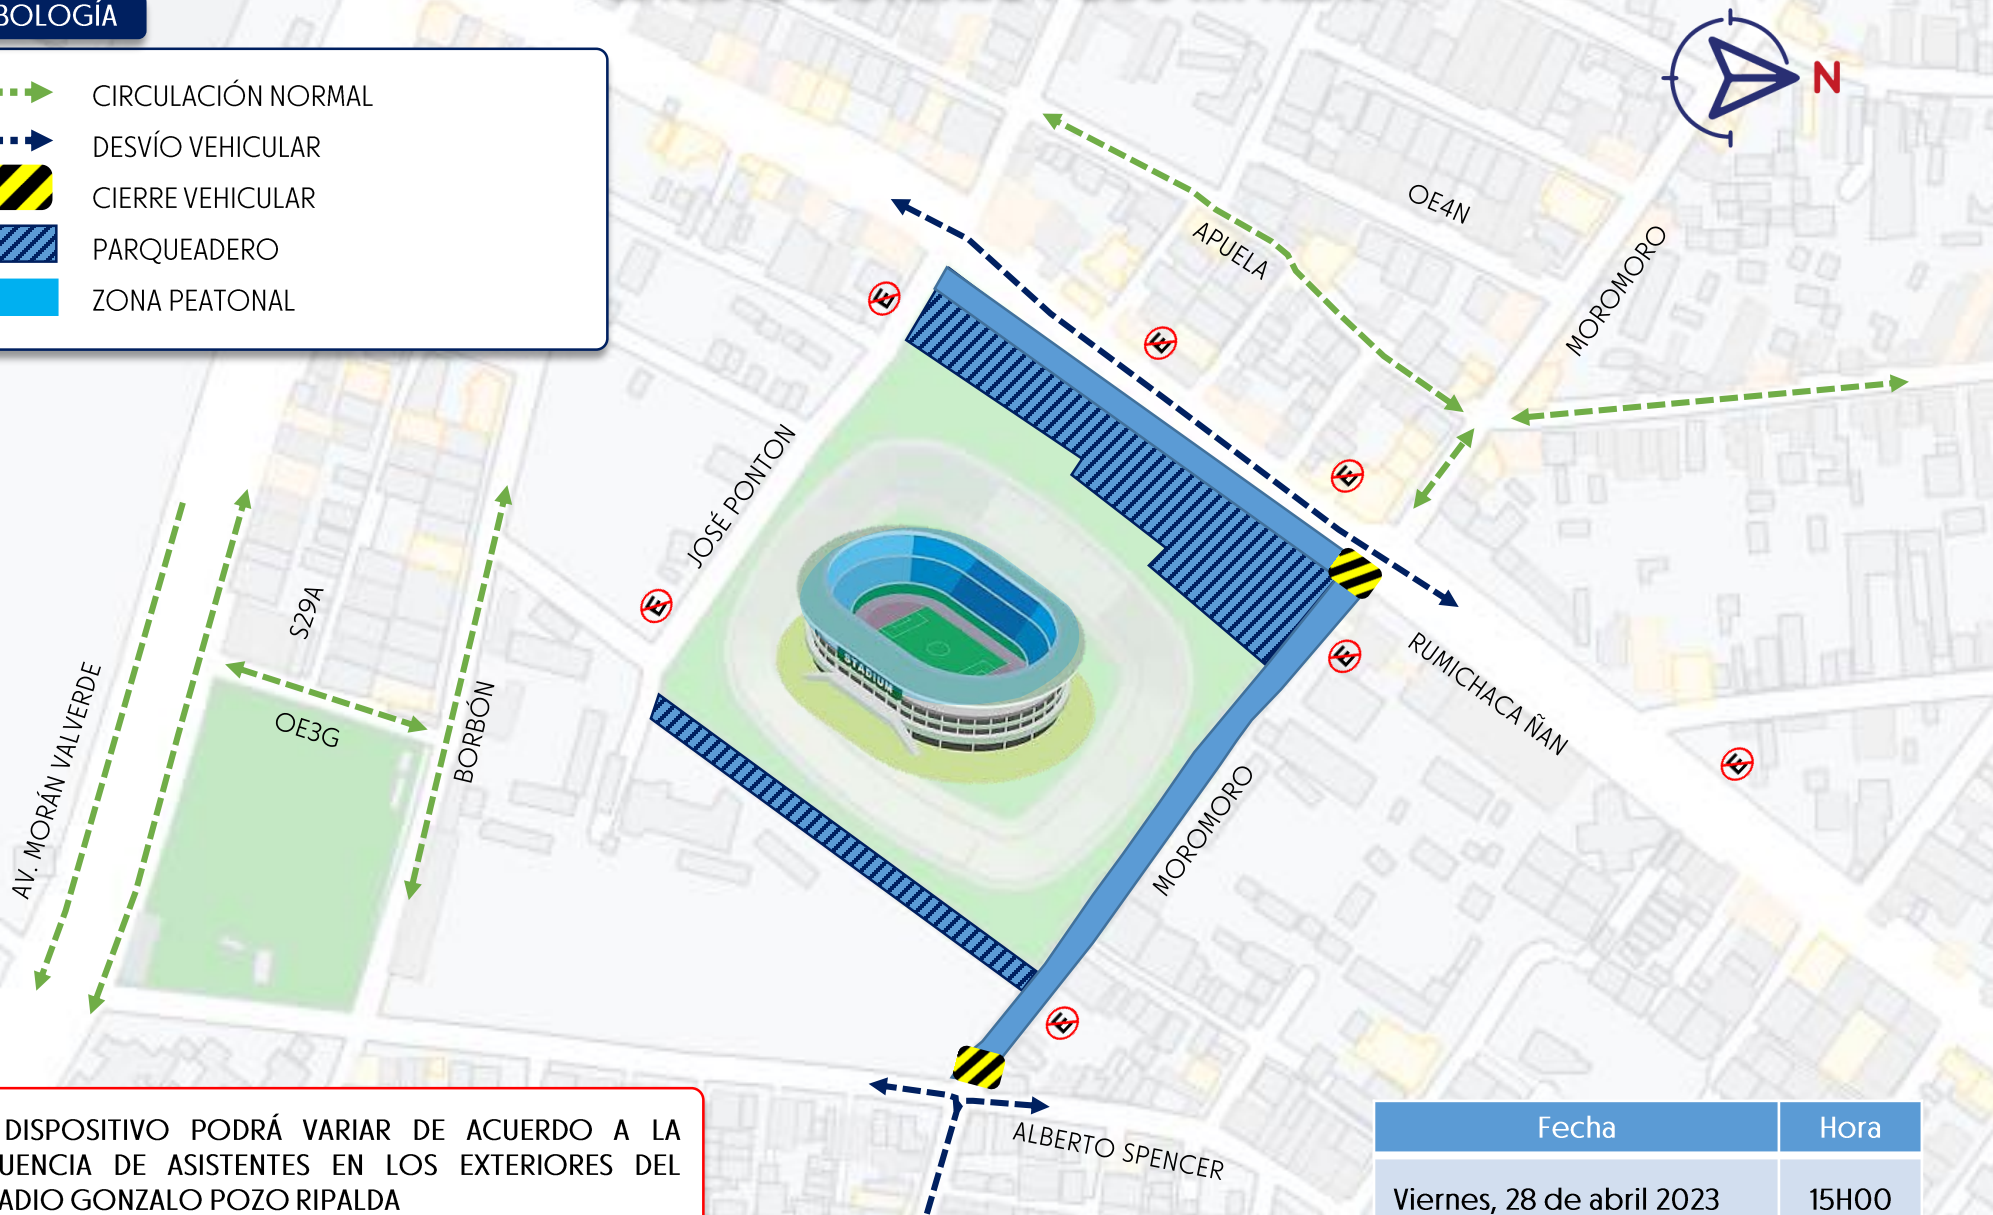 BOLOGÍA
CIRCULACIÓN NORMAL
DESVÍO VEHICULAR
CIERRE VEHICULAR
PARQUEADERO
ZONA PEATONAL
N
OE4N
APUELA
MOROMORO
JOSÉ PONTON
S29A
OE3G
BORBÓN
AV. MORÁN VALVERDE
STADIUM
RUMICHACA ÑAN
MOROMORO
ALBERTO SPENCER
E
E
E
E
E
E
E
DISPOSITIVO PODRÁ VARIAR DE ACUERDO A LA
UENCIA DE ASISTENTES EN LOS EXTERIORES DEL
ADIO GONZALO POZO RIPALDA
Fecha Hora
Viernes, 28 de abril 2023 15H00